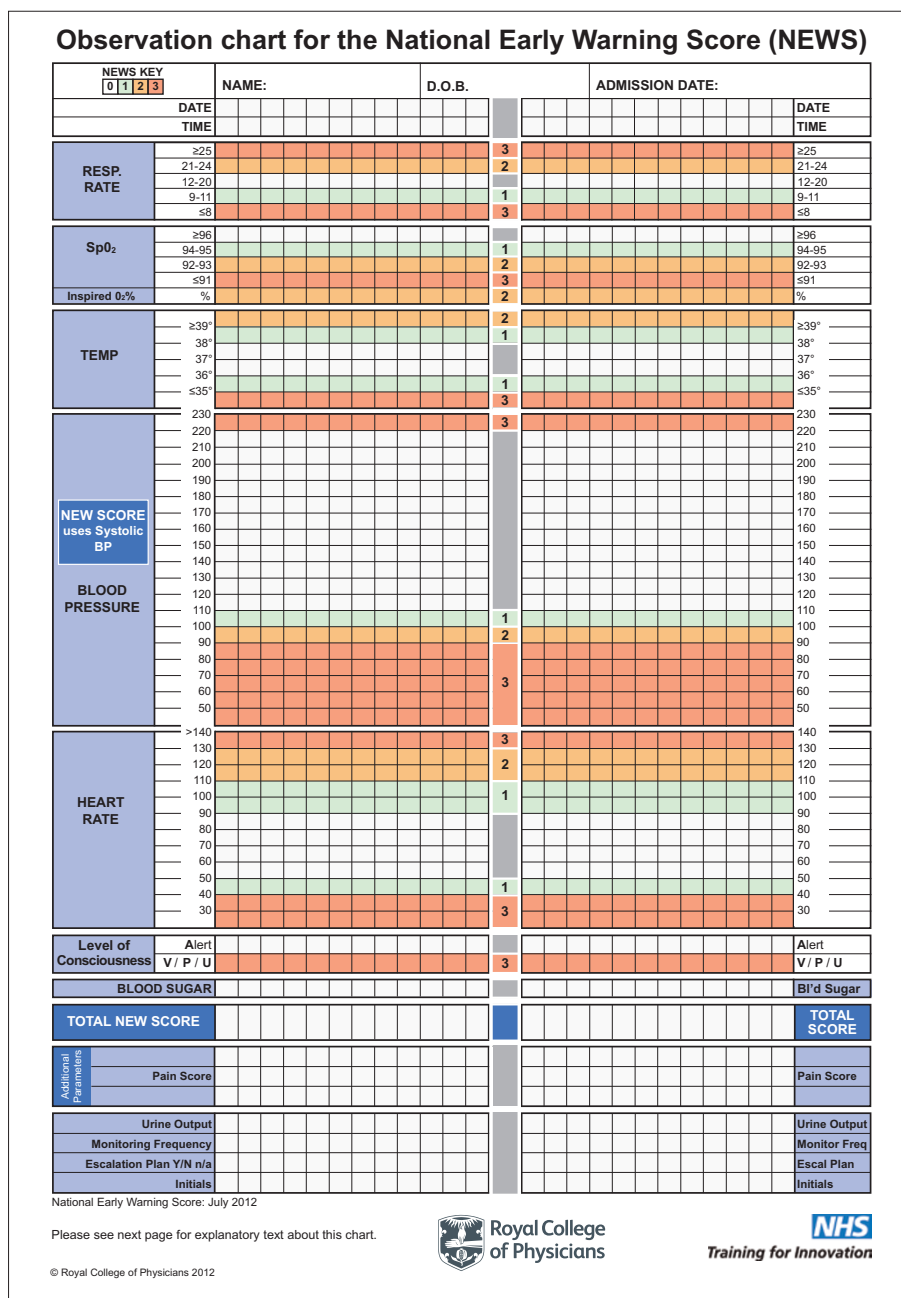 Observation chart for the National Early Warning Score (NEWS)
NEWS KEY
0 1 2 3
NAME: D.O.B. ADMISSION DATE:
DATE DATE
TIME TIME
RESP. RATE
≥25 3 ≥25
21-24 2 21-24
12-20 12-20
9-11 1 9-11
≤8 3 ≤8
Sp0₂
≥96 ≥96
94-95 1 94-95
92-93 2 92-93
≤91 3 ≤91
Inspired 0₂% % 2 %
TEMP
2
≥39° ≥39°
1
38° 38°
37° 37°
36° 36°
1
≤35° ≤35°
3
NEW SCORE
uses Systolic
BP
BLOOD
PRESSURE
230 230
3
220 220
210 210
200 200
190 190
180 180
170 170
160 160
150 150
140 140
130 130
120 120
110 110
1
100 100
2
90 90
80 80
70 70
3
60 60
50 50
HEART
RATE
>140 140
3
130 130
120 2 120
110 110
100 1 100
90 90
80 80
70 70
60 60
50 50
1
40 40
30 3 30
Level of
Consciousness
Alert Alert
V / P / U 3 V / P / U
BLOOD SUGAR Bl'd Sugar
TOTAL NEW SCORE TOTAL
SCORE
Additional
Parameters
Pain Score Pain Score
Urine Output Urine Output
Monitoring Frequency Monitor Freq
Escalation Plan Y/N n/a Escal Plan
Initials Initials
National Early Warning Score: July 2012
Please see next page for explanatory text about this chart.
Royal College
of Physicians
NHS
Training for Innovation
© Royal College of Physicians 2012